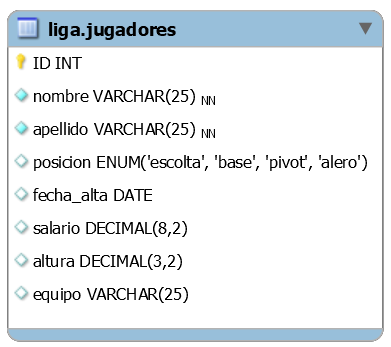 liga.jugadores
ID INT
nombre VARCHAR(25) NN
apellido VARCHAR(25) NN
posicion ENUM('escolta', 'base', 'pivot', 'alero')
fecha_alta DATE
salario DECIMAL(8,2)
altura DECIMAL(3,2)
equipo VARCHAR(25)